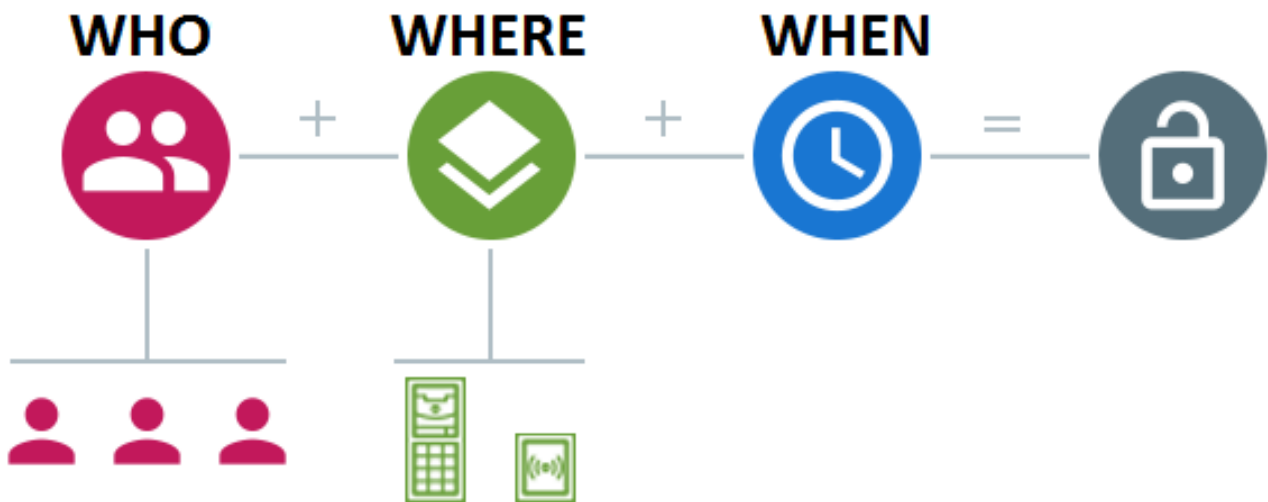 WHO WHERE WHEN
+ + =